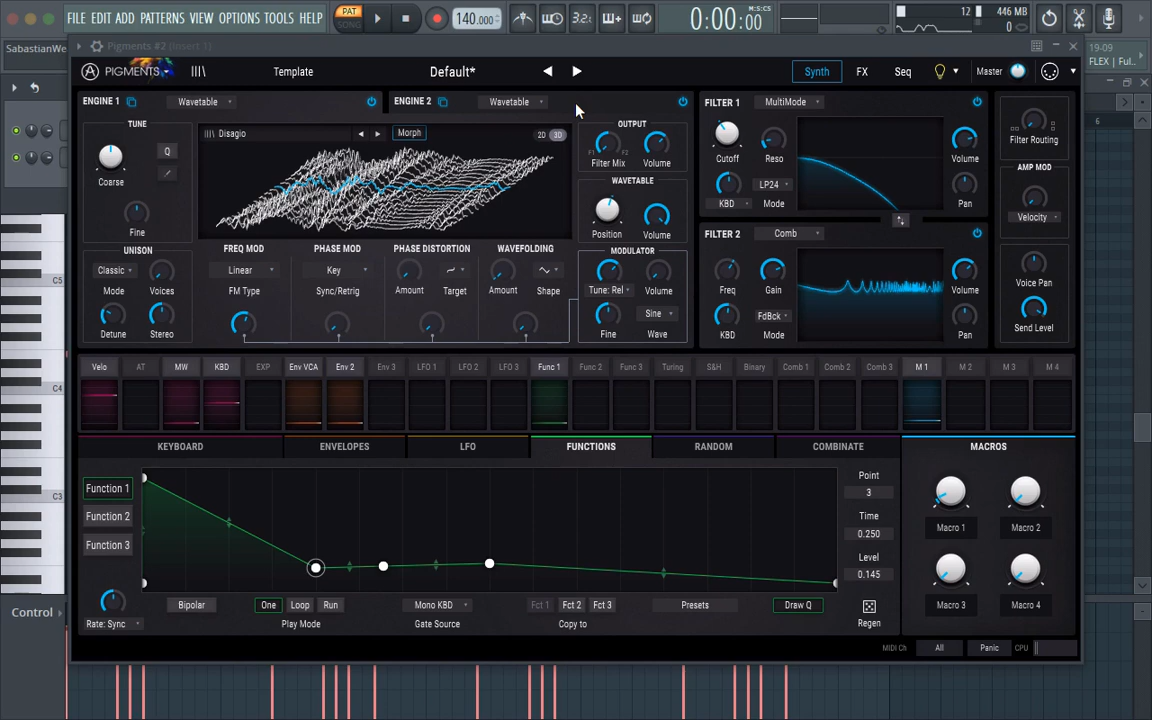 FILE EDIT ADD PATTERNS VIEW OPTIONS TOOLS HELP
PAT
SONG
140.000
3.2
0:00:00
M:S:CS
12
446 MB
0
SabastianWe
Pigments #2 (Insert 1)
19-09
FLEX | Ful..
PIGMENTS
Template
Default*
Synth
FX
Seq
Master
ENGINE 1
Wavetable
ENGINE 2
Wavetable
FILTER 1
MultiMode
6
TUNE
Coarse
Q
Fine
Disagio
Morph
2D
3D
OUTPUT
F1
F2
Filter Mix
Volume
WAVETABLE
Position
Volume
Cutoff
Reso
KBD
LP24
Mode
Volume
Pan
Filter Routing
AMP MOD
Velocity
UNISON
Classic
Mode
Voices
Detune
Stereo
FREQ MOD
Linear
FM Type
PHASE MOD
Key
Sync/Retrig
PHASE DISTORTION
Amount
Target
WAVEFOLDING
Amount
Shape
MODULATOR
Tune: Rel
Volume
Fine
Sine
Wave
FILTER 2
Comb
Freq
Gain
KBD
FdBck
Mode
Volume
Pan
Voice Pan
Send Level
C5
C4
C3
Velo
AT
MW
KBD
EXP
Env VCA
Env 2
Env 3
LFO 1
LFO 2
LFO 3
Func 1
Func 2
Func 3
Turing
S&H
Binary
Comb 1
Comb 2
Comb 3
M 1
M 2
M 3
M 4
KEYBOARD
ENVELOPES
LFO
FUNCTIONS
RANDOM
COMBINATE
MACROS
Function 1
Function 2
Function 3
Rate: Sync
Point
3
Time
0.250
Level
0.145
Macro 1
Macro 2
Macro 3
Macro 4
Bipolar
One
Loop
Run
Play Mode
Mono KBD
Gate Source
Fct 1
Fct 2
Fct 3
Copy to
Presets
Draw Q
Regen
Control
MIDI Ch
All
Panic
CPU